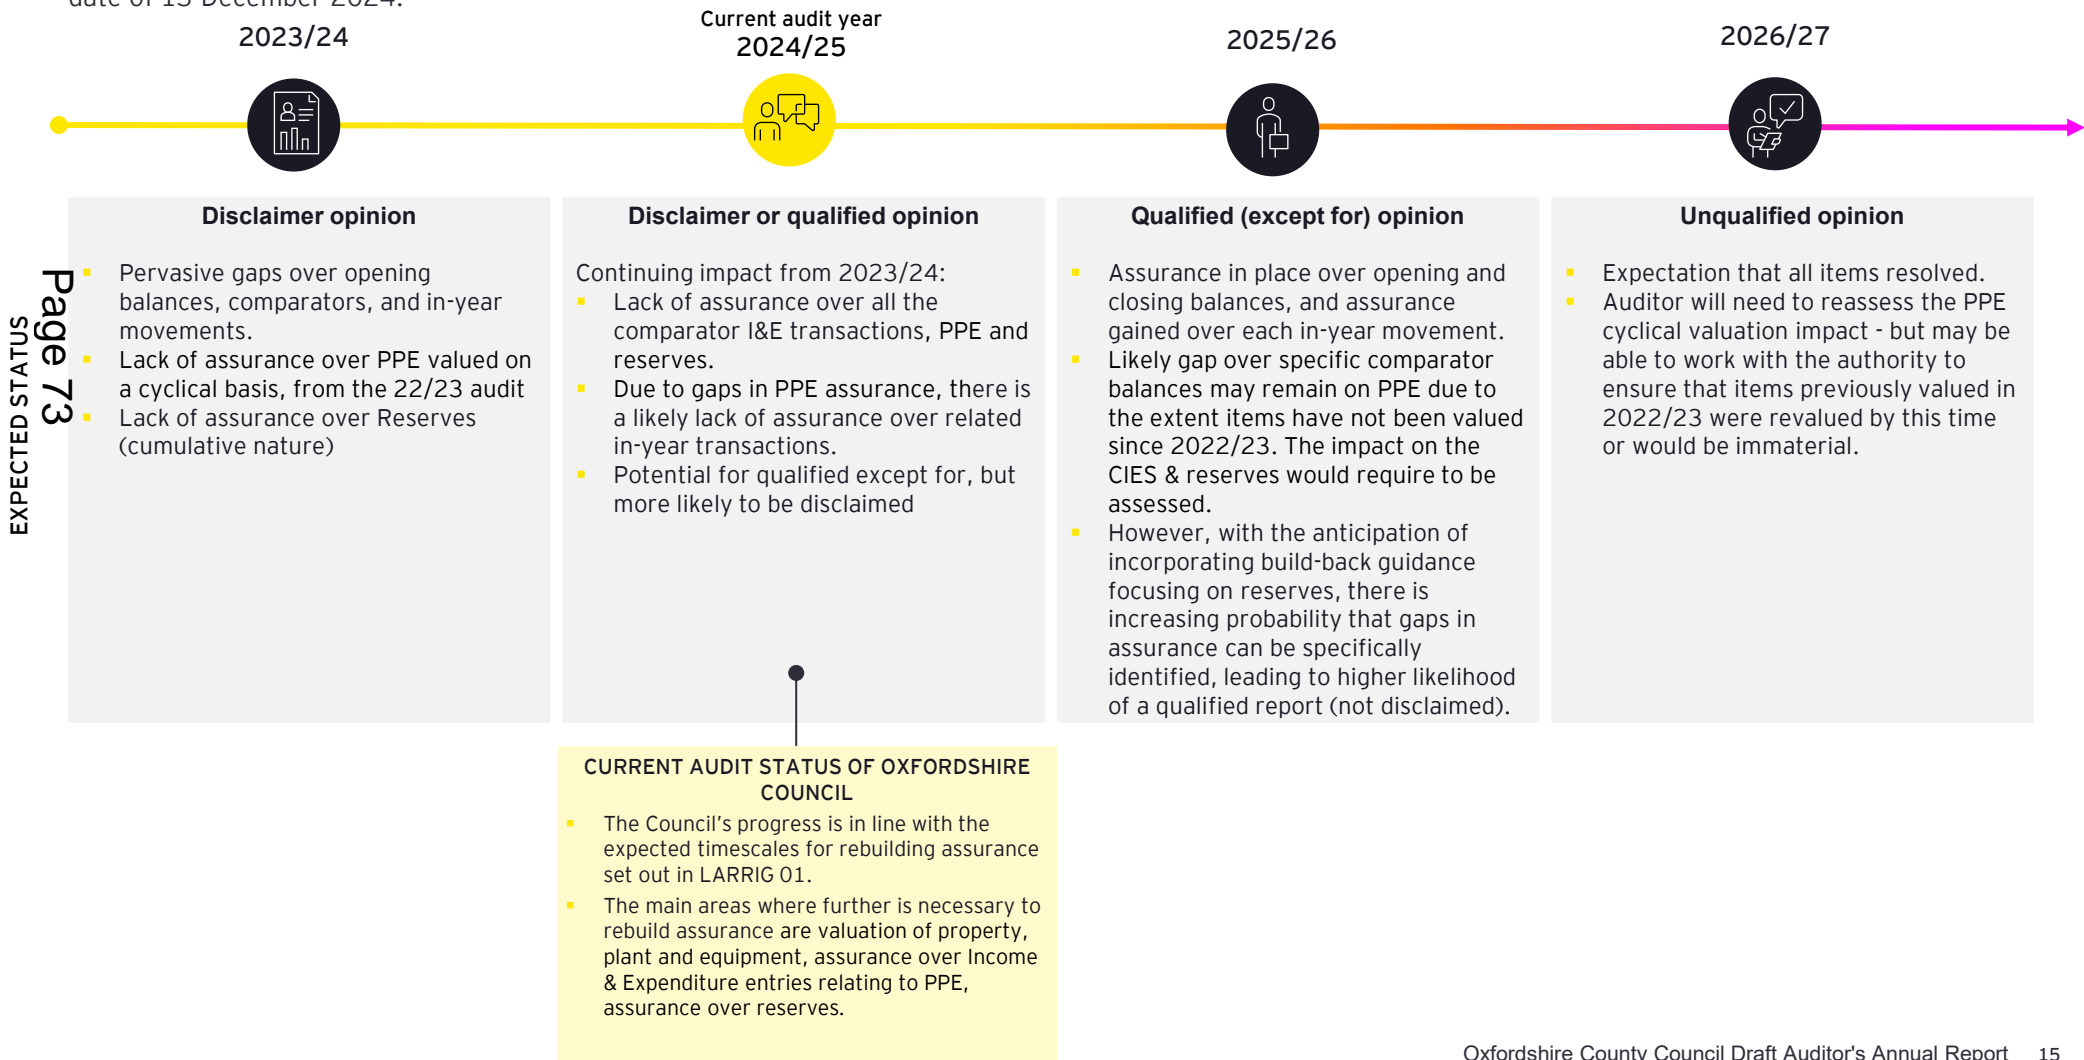 date of 13 December 2024.
2023/24
Current audit year
2024/25
2025/26
2026/27
EXPECTED STATUS
Page 73
Disclaimer opinion
▪ Pervasive gaps over opening
balances, comparators, and in-year
movements.
▪ Lack of assurance over PPE valued on
a cyclical basis, from the 22/23 audit
▪ Lack of assurance over Reserves
(cumulative nature)
Disclaimer or qualified opinion
Continuing impact from 2023/24:
▪ Lack of assurance over all the
comparator I&E transactions, PPE and
reserves.
▪ Due to gaps in PPE assurance, there is
a likely lack of assurance over related
in-year transactions.
▪ Potential for qualified except for, but
more likely to be disclaimed
Qualified (except for) opinion
▪ Assurance in place over opening and
closing balances, and assurance
gained over each in-year movement.
▪ Likely gap over specific comparator
balances may remain on PPE due to
the extent items have not been valued
since 2022/23. The impact on the
CIES & reserves would require to be
assessed.
▪ However, with the anticipation of
incorporating build-back guidance
focusing on reserves, there is
increasing probability that gaps in
assurance can be specifically
identified, leading to higher likelihood
of a qualified report (not disclaimed).
Unqualified opinion
▪ Expectation that all items resolved.
▪ Auditor will need to reassess the PPE
cyclical valuation impact - but may be
able to work with the authority to
ensure that items previously valued in
2022/23 were revalued by this time
or would be immaterial.
CURRENT AUDIT STATUS OF OXFORDSHIRE
COUNCIL
▪ The Council's progress is in line with the
expected timescales for rebuilding assurance
set out in LARRIG 01.
▪ The main areas where further is necessary to
rebuild assurance are valuation of property,
plant and equipment, assurance over Income
& Expenditure entries relating to PPE,
assurance over reserves.
Oxfordshire County Council Draft Auditor's Annual Report 15